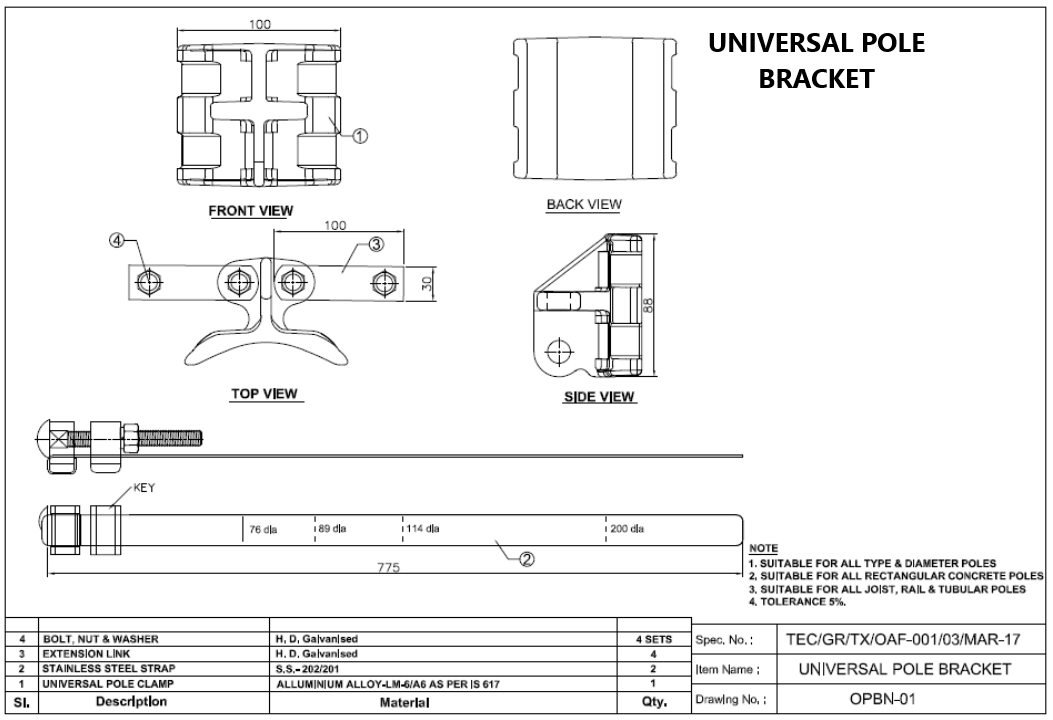 UNIVERSAL POLE
BRACKET
100
1
FRONT VIEW
BACK VIEW
100
4
3
30
88
TOP VIEW
SIDE VIEW
KEY
76 dia
89 dia
114 dia
200 dia
2
775
NOTE
1. SUITABLE FOR ALL TYPE & DIAMETER POLES
2, SUITABLE FOR ALL RECTANGULAR CONCRETE POLES
3, SUITABLE FOR ALL JOIST, RAIL & TUBULAR POLES
4. TOLERANCE 5%.
4 BOLT, NUT & WASHER H. D. Galvanised 4 SETS
3 EXTENSION LINK H. D. Galvanised 4
2 STAINLESS STEEL STRAP S.S.- 202/201 2
1 UNIVERSAL POLE CLAMP ALLUMINIUM ALLOY-LM-6/A6 AS PER IS 617 1
Sl. Description Material Qty.
Spec. No. : TEC/GR/TX/OAF-001/03/MAR-17
Item Name ; UNIVERSAL POLE BRACKET
Drawing No, ; OPBN-01